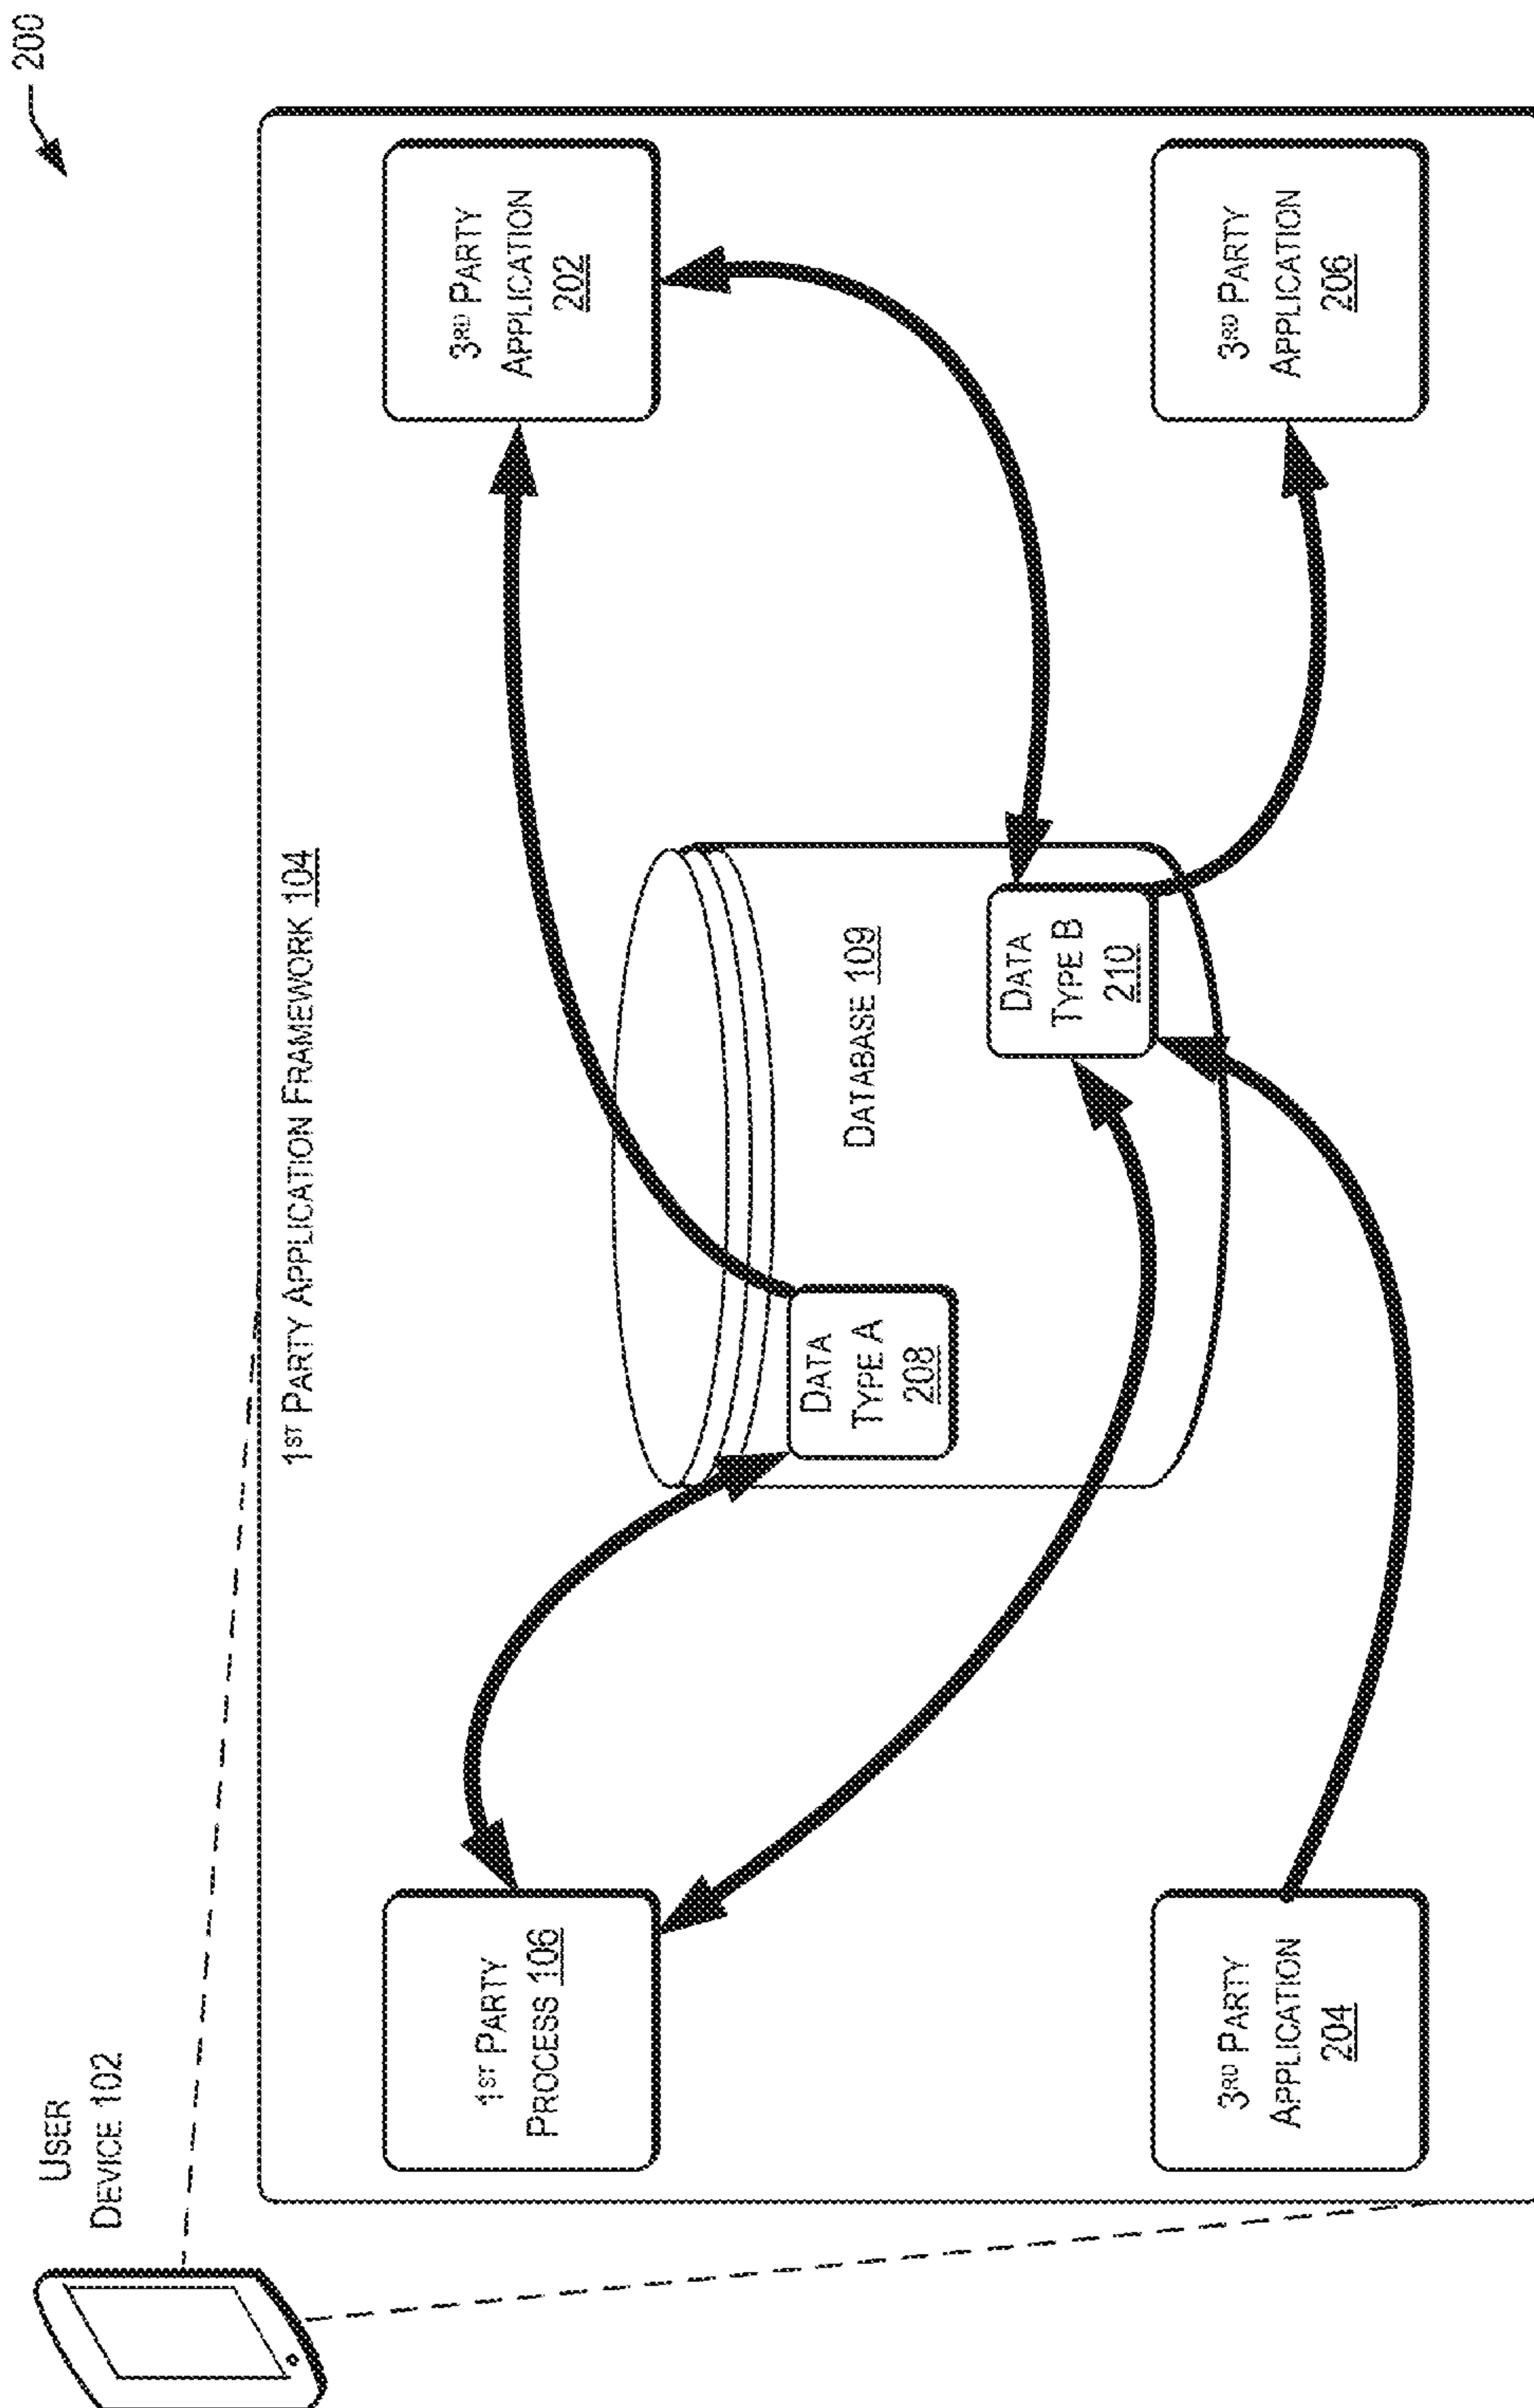 200
USER
DEVICE 102
1ST PARTY APPLICATION FRAMEWORK 104
1ST PARTY
PROCESS 106
3RD PARTY
APPLICATION
202
DATABASE 109
DATA
TYPE A
208
DATA
TYPE B
210
3RD PARTY
APPLICATION
204
3RD PARTY
APPLICATION
206